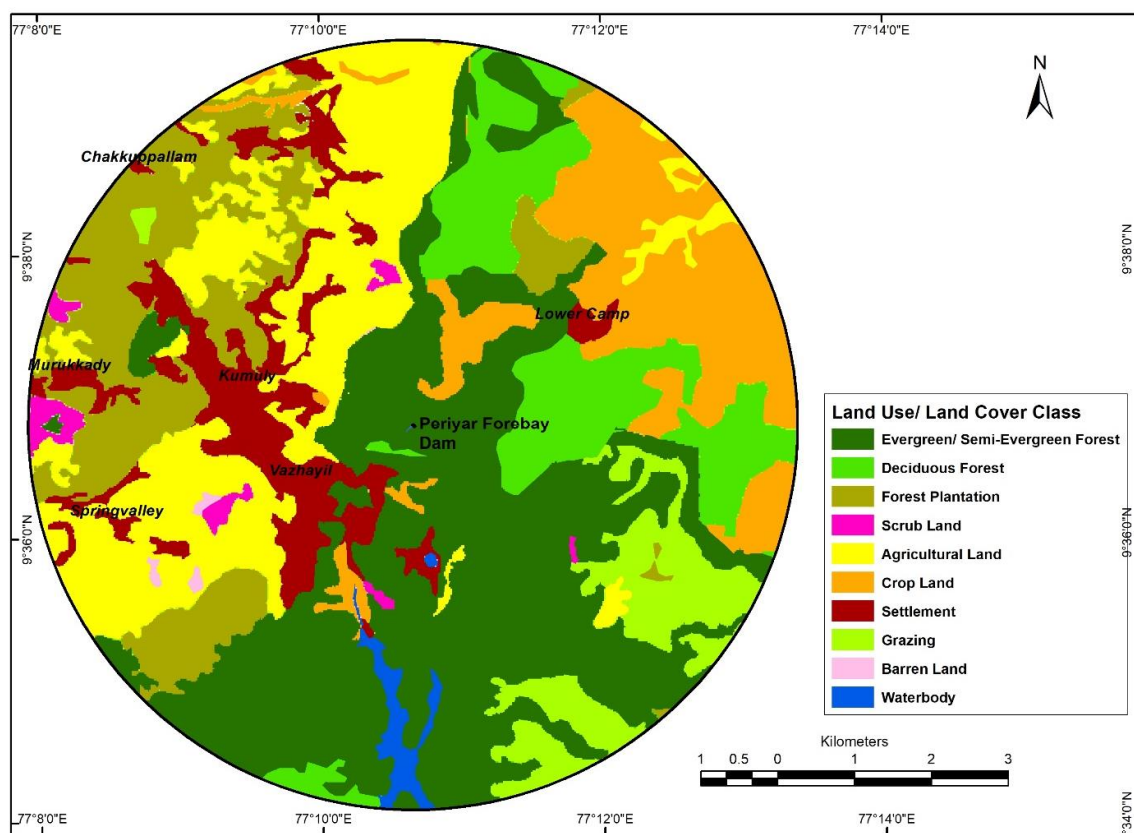 77°8'0"E
77°10'0"E
77°12'0"E
77°14'0"E
N
Chakkuppallam
9°38'0"N
9°38'0"N
Lower Camp
Murukkady
Kumuly
Periyar Forebay
Dam
Vazhayil
Springvalley
9°36'0"N
9°36'0"N
Land Use/ Land Cover Class
Evergreen/ Semi-Evergreen Forest
Deciduous Forest
Forest Plantation
Scrub Land
Agricultural Land
Crop Land
Settlement
Grazing
Barren Land
Waterbody
Kilometers
1 0.5 0 1 2 3
77°8'0"E
77°10'0"E
77°12'0"E
77°14'0"E
9°34'0"N